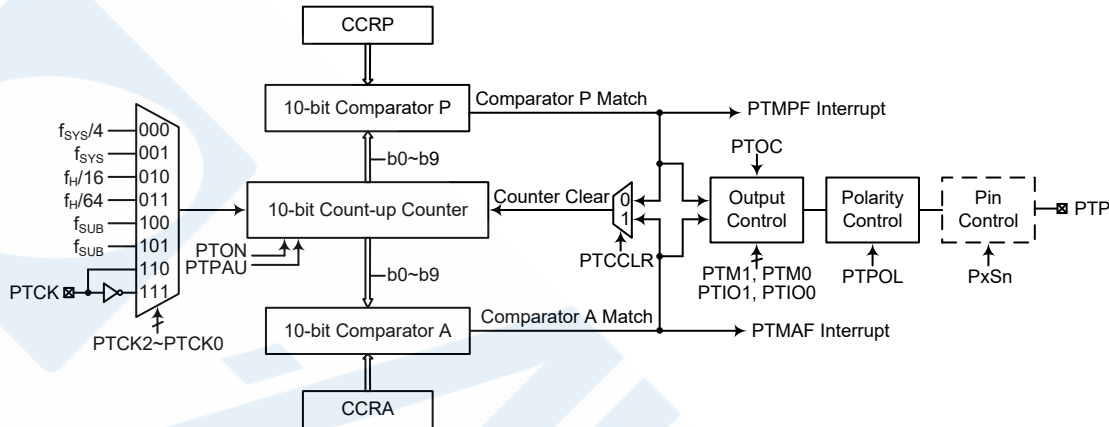 CCRP
10-bit Comparator P
Comparator P Match
PTMPF Interrupt
fSYS/4
000
fSYS
001
fH/16
010
fH/64
011
fSUB
100
fSUB
101
110
111
PTCK
PTCK2~PTCK0
b0~b9
10-bit Count-up Counter
Counter Clear
0
1
PTCCLR
PTON
PTPAU
b0~b9
PTOC
Output
Control
PTM1, PTM0
PTIO1, PTIO0
Polarity
Control
PTPOL
Pin
Control
PxSn
PTP
10-bit Comparator A
Comparator A Match
PTMAF Interrupt
CCRA